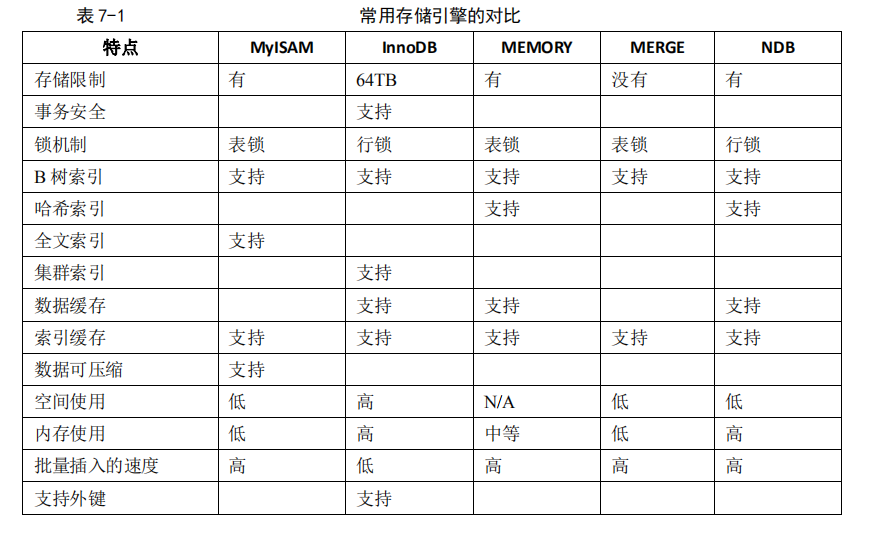 表 7-1 常用存储引擎的对比
特点 MyISAM InnoDB MEMORY MERGE NDB
存储限制 有 64TB 有 没有 有
事务安全 支持
锁机制 表锁 行锁 表锁 表锁 行锁
B 树索引 支持 支持 支持 支持 支持
哈希索引 支持 支持
全文索引 支持
集群索引 支持
数据缓存 支持 支持 支持
索引缓存 支持 支持 支持 支持 支持
数据可压缩 支持
空间使用 低 高 N/A 低 低
内存使用 低 高 中等 低 高
批量插入的速度 高 低 高 高 高
支持外键 支持